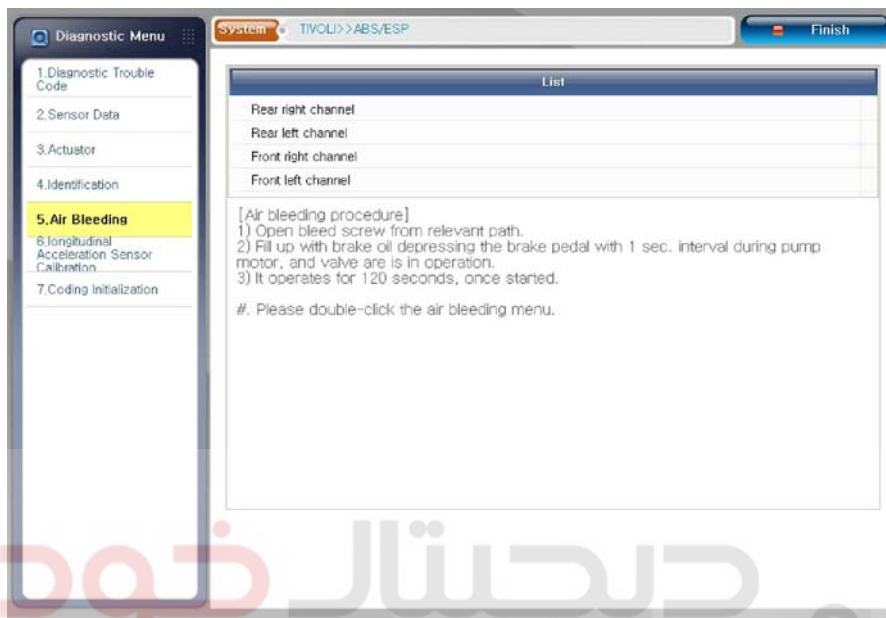 Diagnostic Menu
System
TIVOLI>>ABS/ESP
Finish
1.Diagnostic Trouble
Code
2.Sensor Data
3.Actuator
4.Identification
5.Air Bleeding
6.longitudinal
Acceleration Sensor
Calibration
7.Coding Initialization
List
Rear right channel
Rear left channel
Front right channel
Front left channel
[Air bleeding procedure]
1) Open bleed screw from relevant path.
2) Fill up with brake oil depressing the brake pedal with 1 sec. interval during pump
motor, and valve are is in operation.
3) It operates for 120 seconds, once started.
#. Please double-click the air bleeding menu.
دیجیتال خود